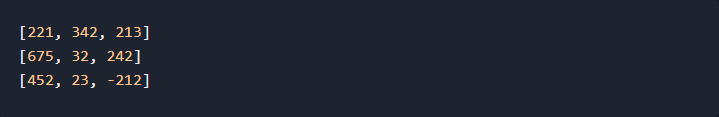 [221, 342, 213]
[675, 32, 242]
[452, 23, -212]